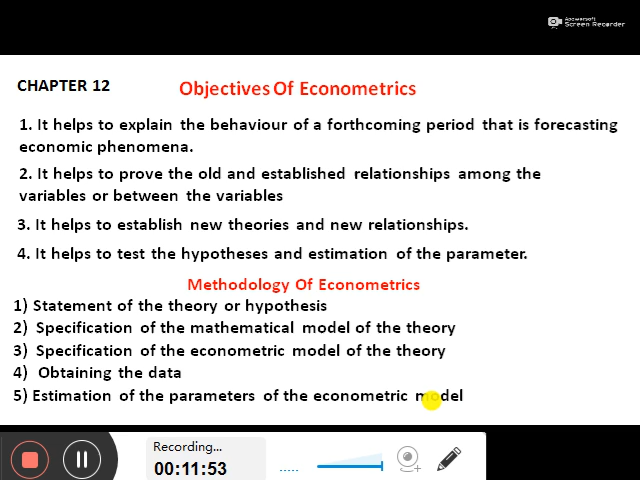 Apowersoft
Screen Recorder
CHAPTER 12
Objectives Of Econometrics
1. It helps to explain the behaviour of a forthcoming period that is forecasting
economic phenomena.
2. It helps to prove the old and established relationships among the
variables or between the variables
3. It helps to establish new theories and new relationships.
4. It helps to test the hypotheses and estimation of the parameter.
Methodology Of Econometrics
1) Statement of the theory or hypothesis
2) Specification of the mathematical model of the theory
3) Specification of the econometric model of the theory
4) Obtaining the data
5) Estimation of the parameters of the econometric model
Recording...
00:11:53